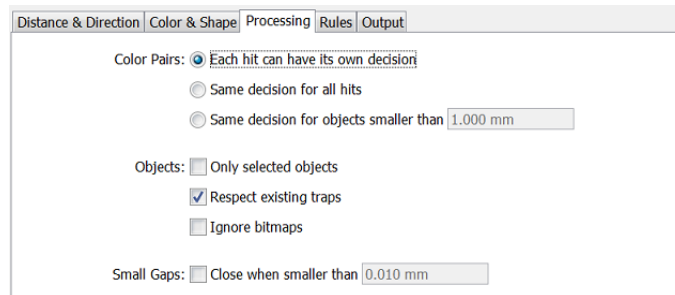 Distance & Direction Color & Shape Processing Rules Output
Color Pairs: Each hit can have its own decision
Same decision for all hits
Same decision for objects smaller than 1.000 mm
Objects: Only selected objects
Respect existing traps
Ignore bitmaps
Small Gaps: Close when smaller than 0.010 mm